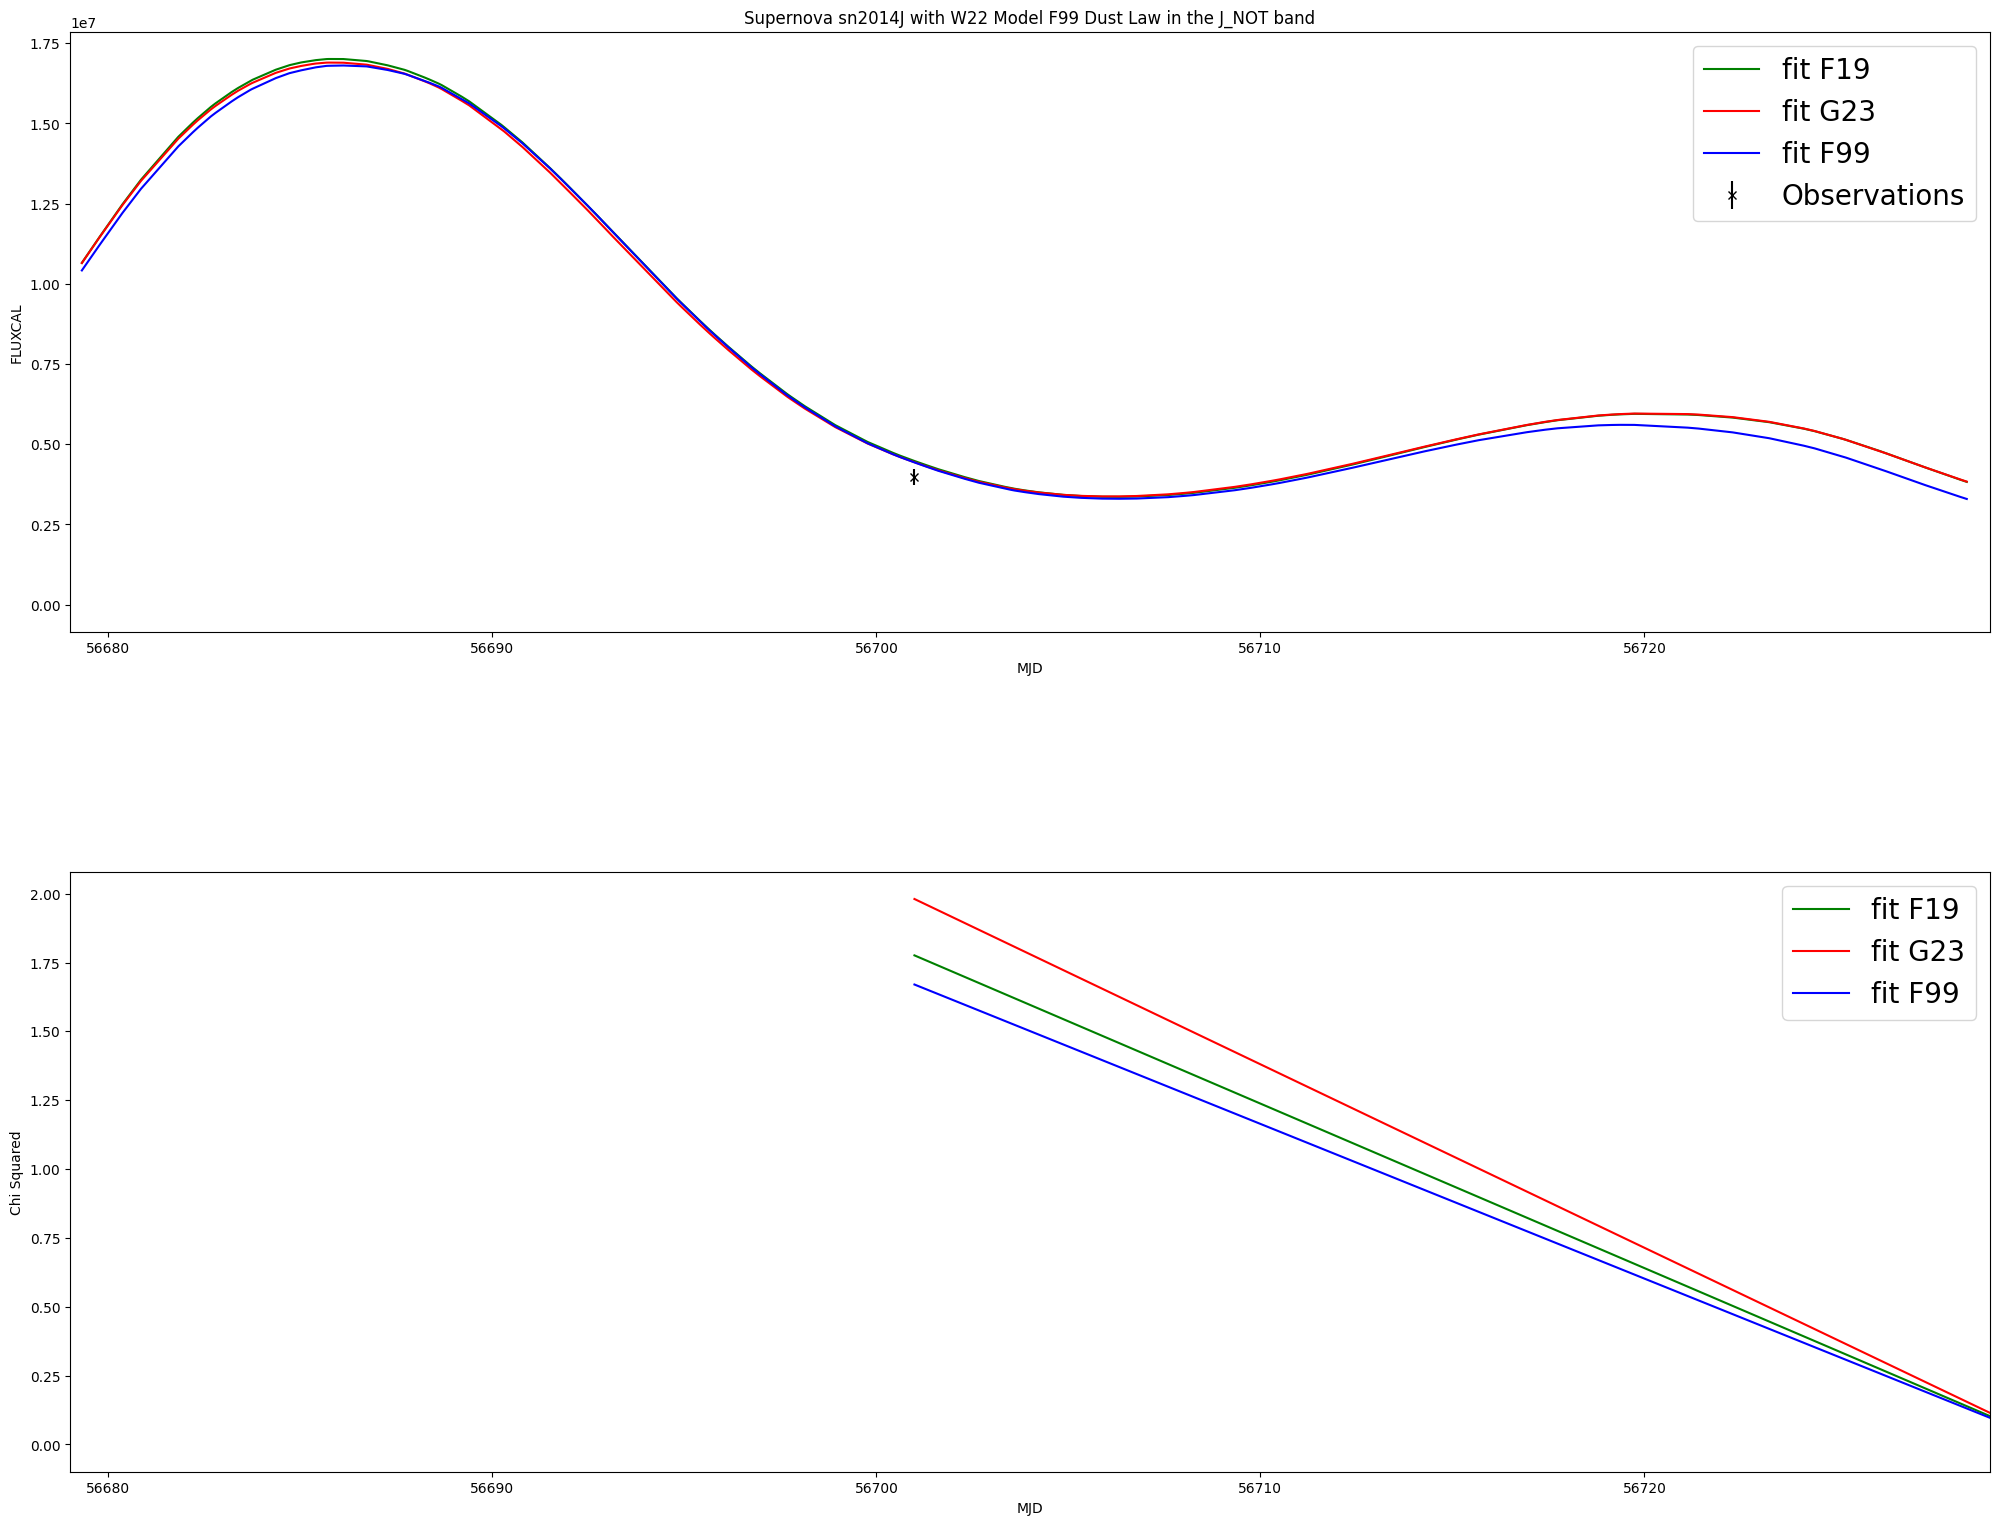 Supernova sn2014J with W22 Model F99 Dust Law in the J_NOT band
1e7
1.75
1.50
1.25
1.00
0.75
0.50
0.25
0.00
FLUXCAL
fit F19
fit G23
fit F99
Observations
56680 56690 56700 56710 56720
MJD
2.00
1.75
1.50
1.25
1.00
0.75
0.50
0.25
0.00
Chi Squared
fit F19
fit G23
fit F99
56680 56690 56700 56710 56720
MJD